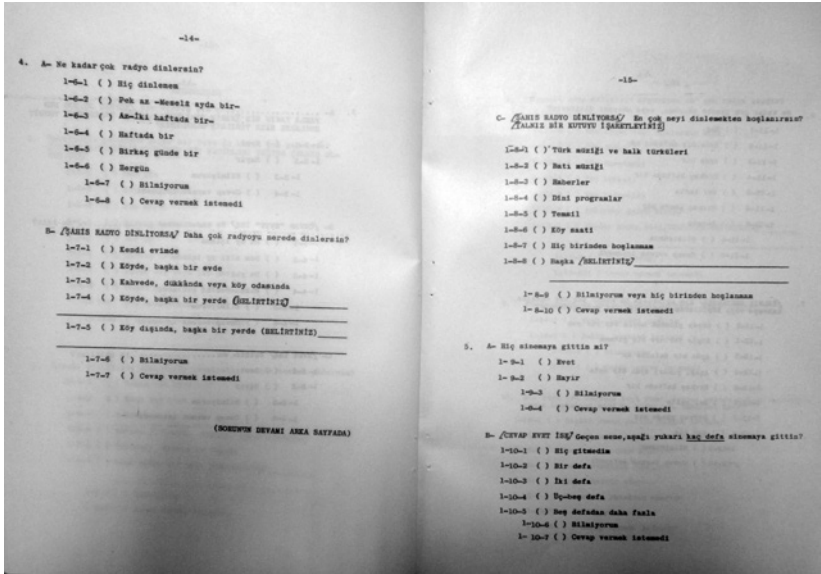 -14-
4. A- Ne kadar çok radyo dinlersin?
1-6-1 ( ) Hiç dinlemem
1-6-2 ( ) Pek az -Meselâ ayda bir-
1-6-3 ( ) Az-İki haftada bir-
1-6-4 ( ) Haftada bir
1-6-5 ( ) Birkaç günde bir
1-6-6 ( ) Hergün
1-6-7 ( ) Bilmiyorum
1-6-8 ( ) Cevap vermek istemedi
B- /ŞAHIS RADYO DİNLİYORSA/ Daha çok radyoyu nerede dinlersin?
1-7-1 ( ) Kendi evimde
1-7-2 ( ) Köyde, başka bir evde
1-7-3 ( ) Kahvede, dükkânda veya köy odasında
1-7-4 ( ) Köyde, başka bir yerde (BELİRTİNİZ)
1-7-5 ( ) Köy dışında, başka bir yerde (BELİRTİNİZ)
1-7-6 ( ) Bilmiyorum
1-7-7 ( ) Cevap vermek istemedi
(SORUNUN DEVAMI ARKA SAYFADA)
-15-
C- /ŞAHIS RADYO DİNLİYORSA/ En çok neyi dinlemekten hoşlanırsın?
/YALNIZ BİR KUTUYU İŞARETLEYİNİZ/
1-8-1 ( ) Türk müziği ve halk türküleri
1-8-2 ( ) Batı müziği
1-8-3 ( ) Haberler
1-8-4 ( ) Dini programlar
1-8-5 ( ) Temsil
1-8-6 ( ) Köy saati
1-8-7 ( ) Hiç birinden hoşlanmam
1-8-8 ( ) Başka /BELİRTİNİZ/
1-8-9 ( ) Bilmiyorum veya hiç birinden hoşlanmam
1-8-10 ( ) Cevap vermek istemedi
5. A- Hiç sinemaya gittin mi?
1-9-1 ( ) Evet
1-9-2 ( ) Hayır
1-9-3 ( ) Bilmiyorum
1-9-4 ( ) Cevap vermek istemedi
B- /CEVAP EVET İSE/ Geçen sene, aşağı yukarı kaç defa sinemaya gittin?
1-10-1 ( ) Hiç gitmedim
1-10-2 ( ) Bir defa
1-10-3 ( ) İki defa
1-10-4 ( ) Üç-beş defa
1-10-5 ( ) Beş defadan daha fazla
1-10-6 ( ) Bilmiyorum
1-10-7 ( ) Cevap vermek istemedi